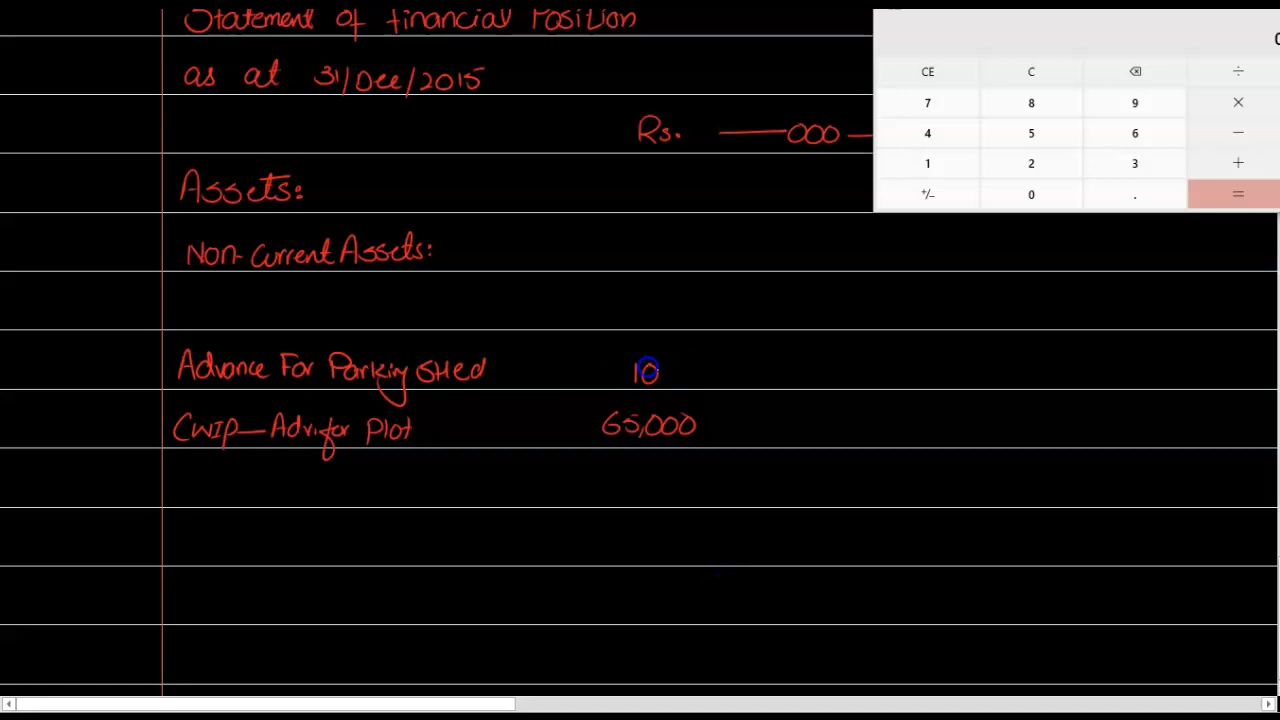 Statement of Financial Position
as at 31/Dec/2015
Rs. —000—
Assets:
Non-Current Assets:
Advance For Parking SHed 10
CWIP—Adv.for Plot 65,000
0
CE C ⌫ ÷
7 8 9 ×
4 5 6 −
1 2 3 +
+/− 0 . =